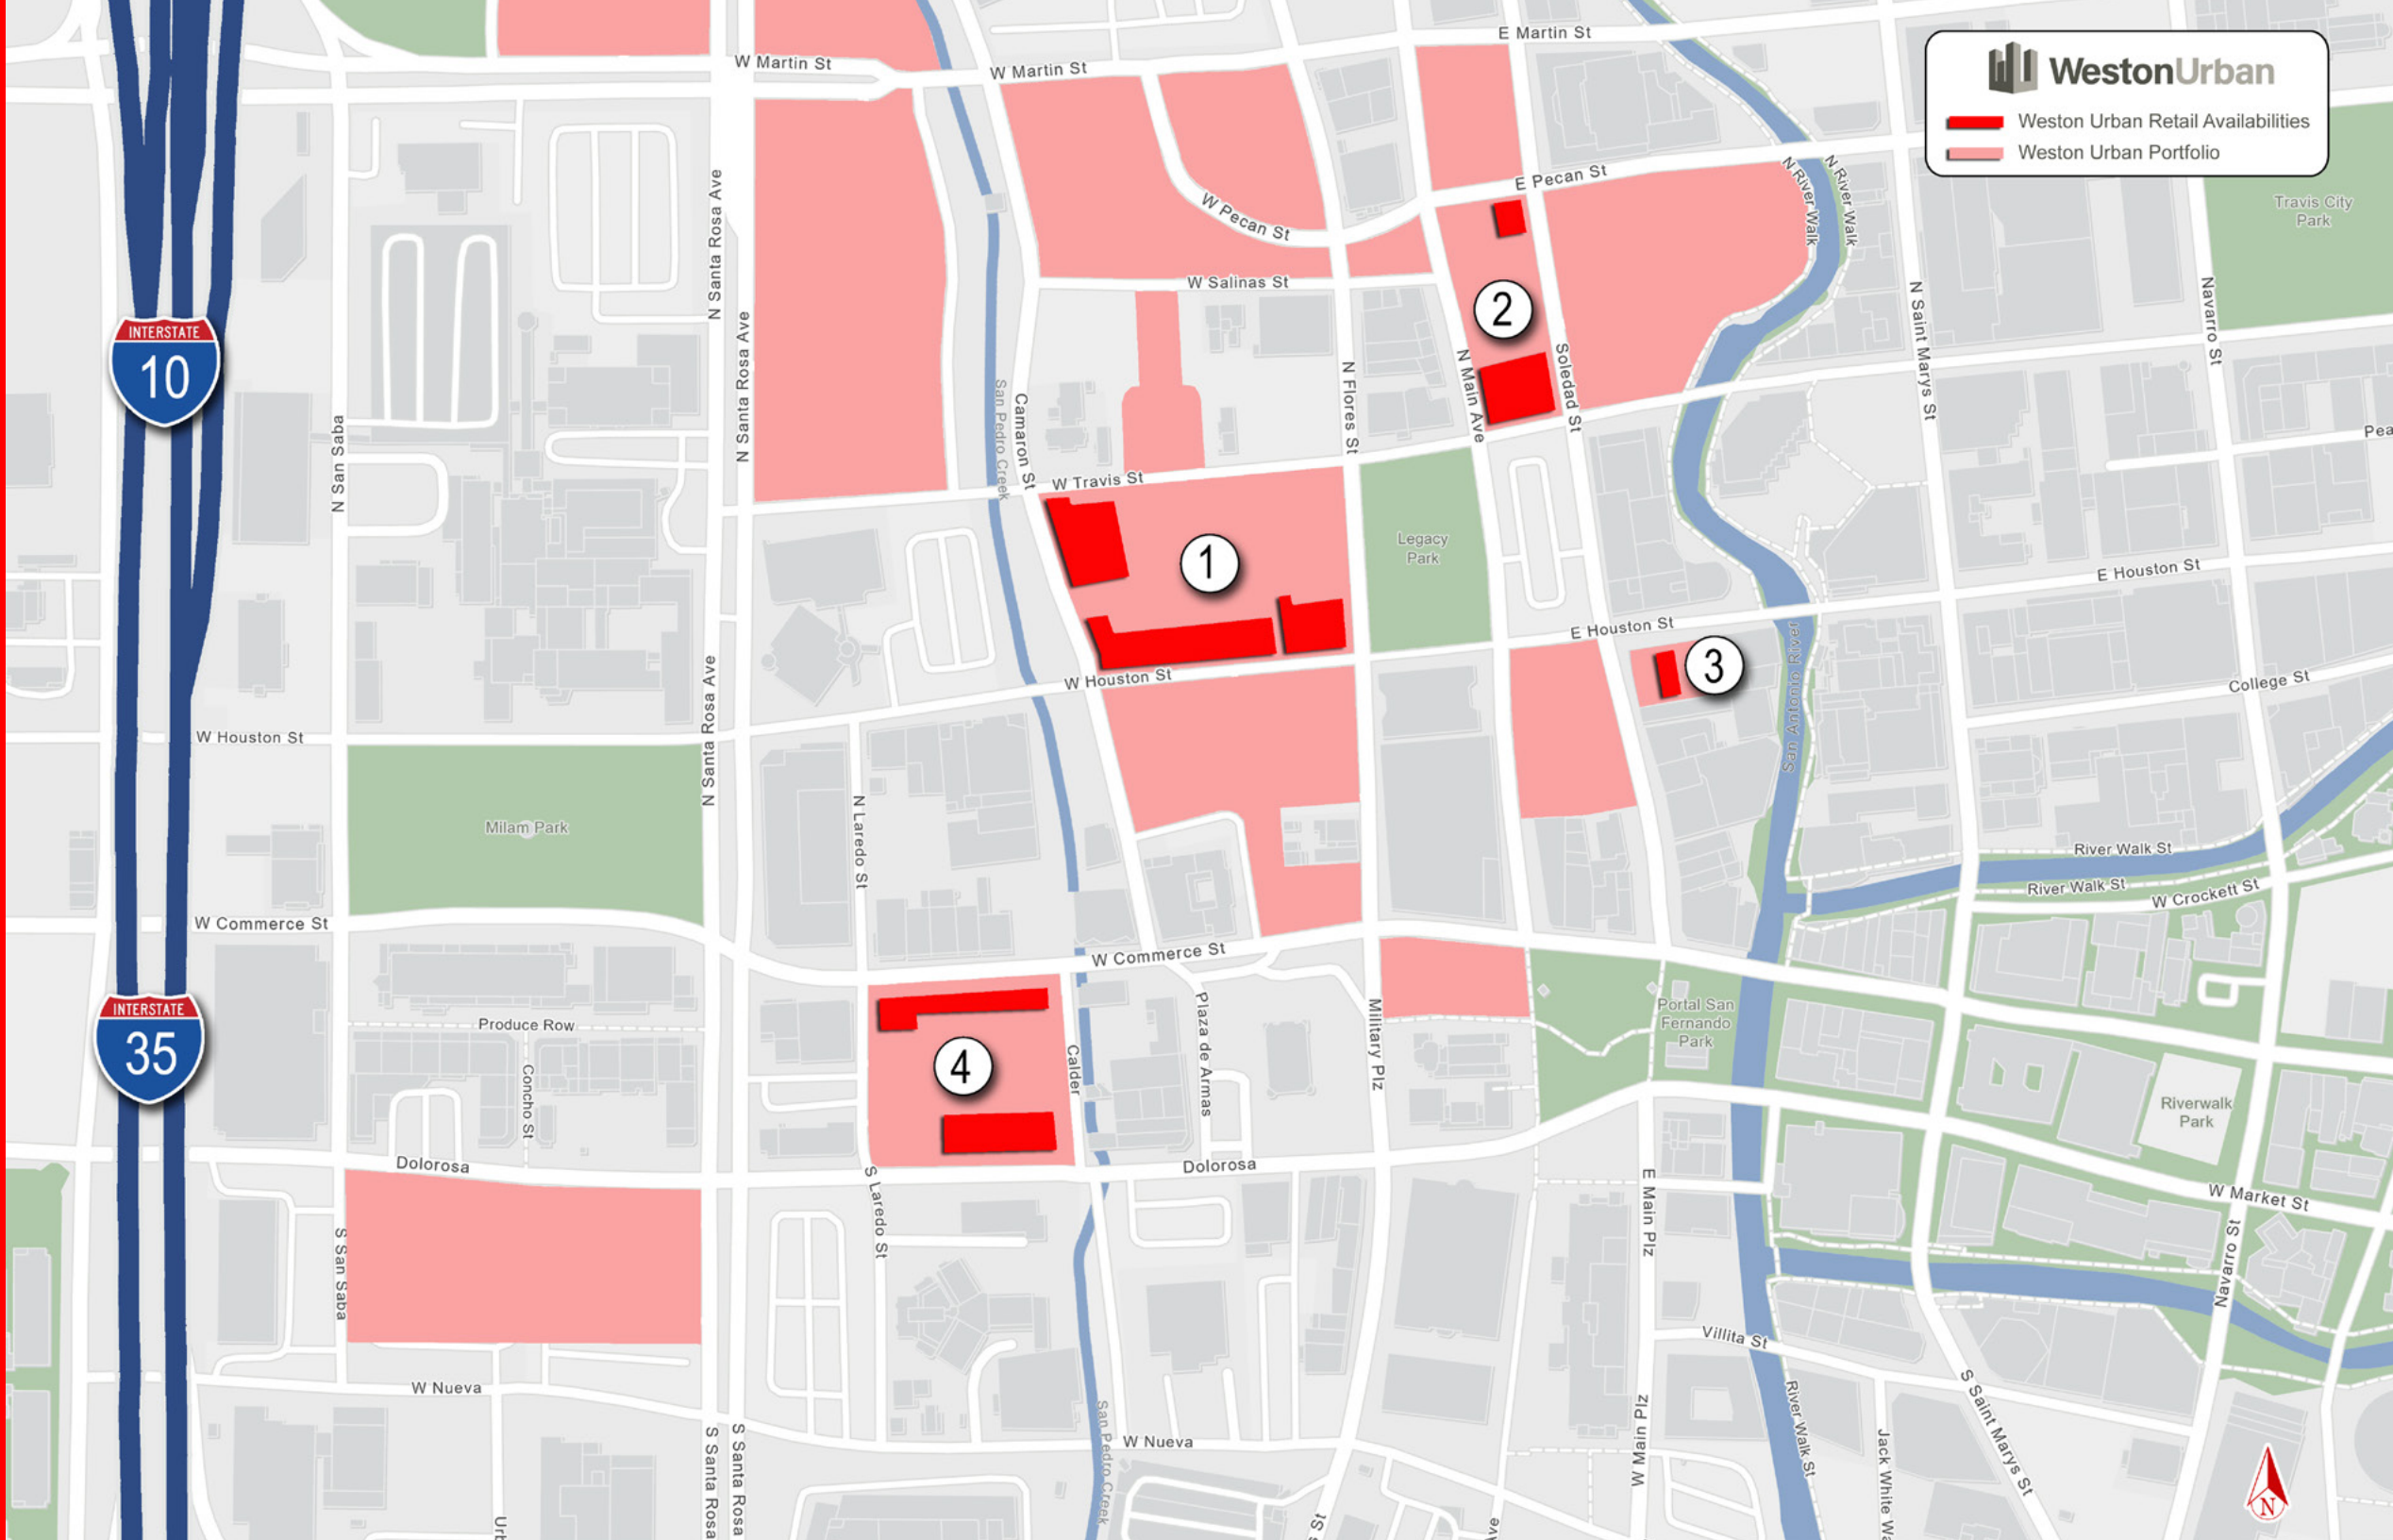 E Martin St
W Martin St
W Martin St
WestonUrban
Weston Urban Retail Availabilities
Weston Urban Portfolio
N River Walk
N River Walk
E Pecan St
W Pecan St
Travis City
Park
N Santa Rosa Ave
N Santa Rosa Ave
W Salinas St
2
INTERSTATE
10
N Saint Marys St
Navarro St
N Main Ave
Soledad St
N Flores St
San Pedro Creek
Camaron St
N San Saba
Pea
W Travis St
1
Legacy
Park
E Houston St
E Houston St
3
W Houston St
College St
San Antonio River
N Santa Rosa Ave
W Houston St
Milam Park
N Laredo St
River Walk St
River Walk St
W Crockett St
W Commerce St
W Commerce St
INTERSTATE
35
Produce Row
Concho St
4
Calder
Plaza de Armas
Military Plz
Portal San
Fernando
Park
Riverwalk
Park
Dolorosa
Dolorosa
S Laredo St
E Main Plz
W Market St
S San Saba
Navarro St
Villita St
W Nueva
W Nueva
S Santa Rosa
S Santa Rosa
San Pedro Creek
W Main Plz
River Walk St
S Saint Marys St
Jack White Wa
Urb
St
ve
N